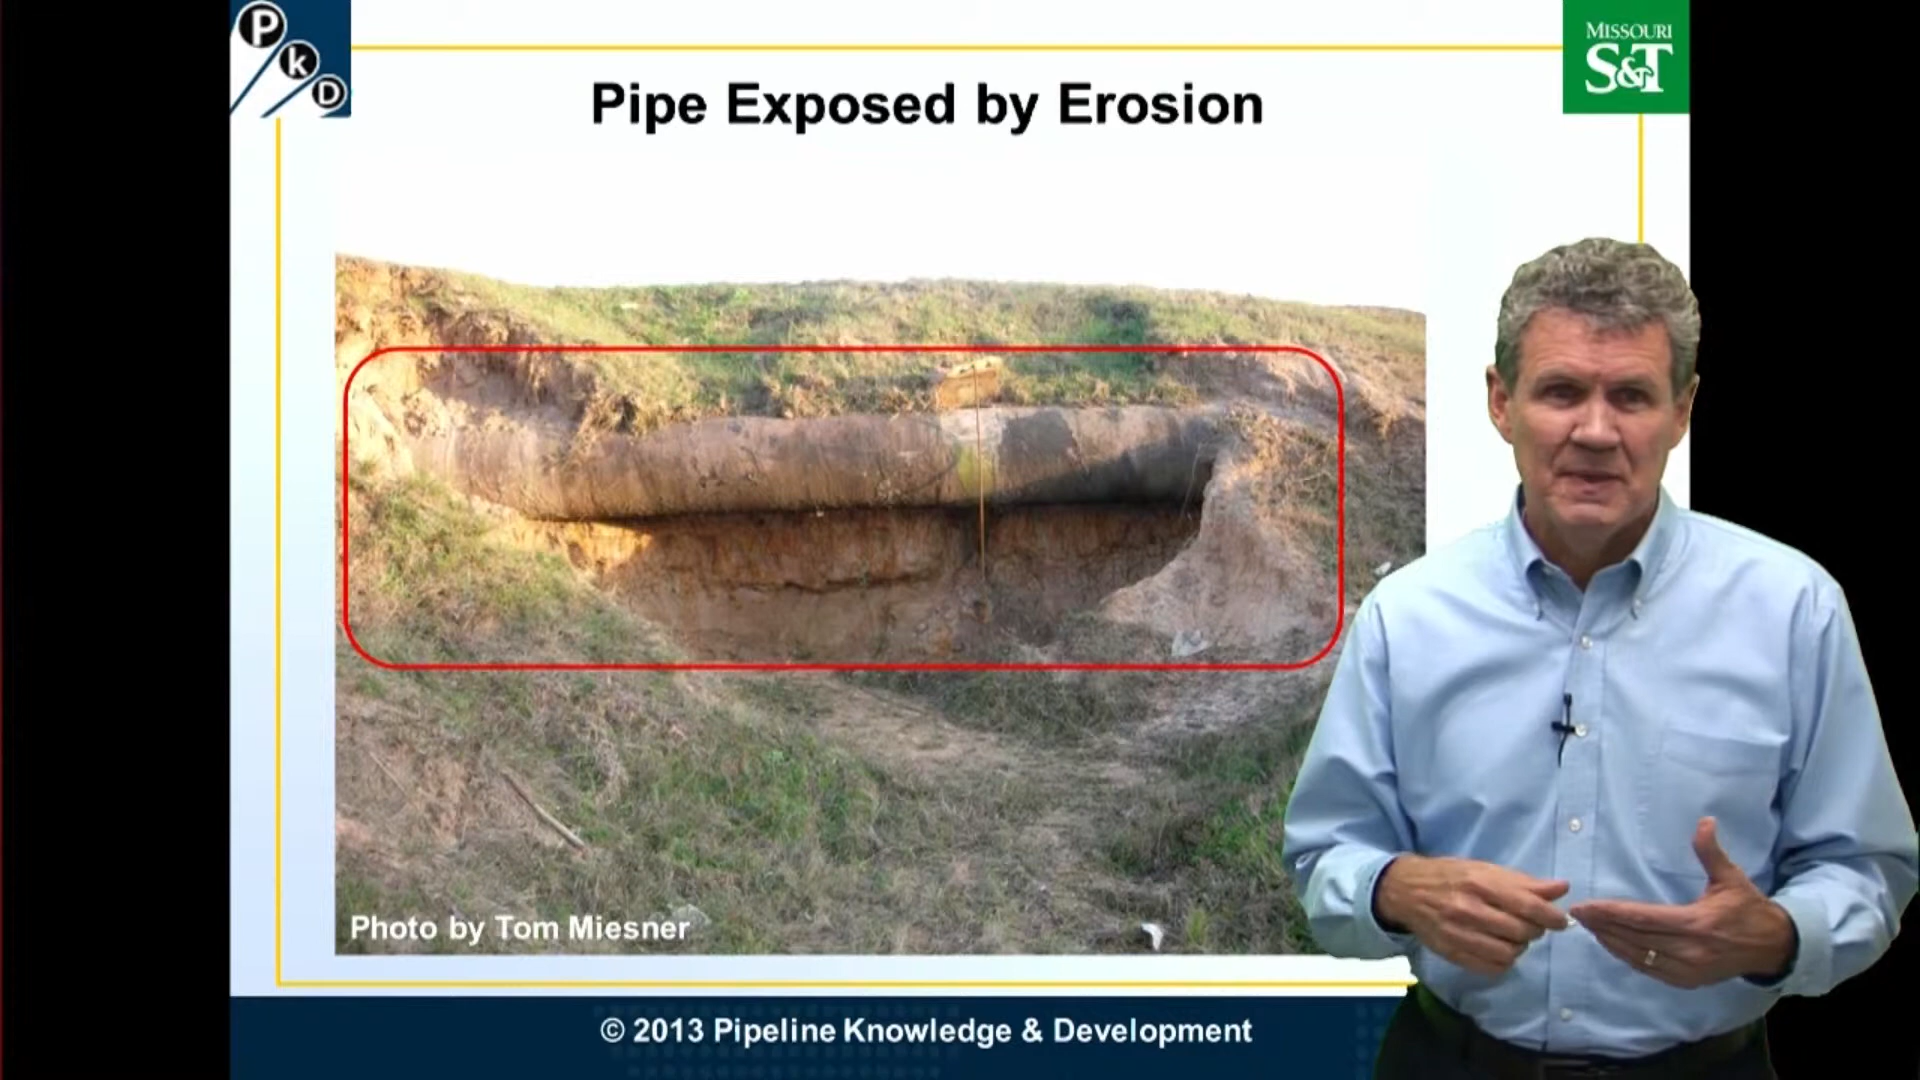 P
k
D
MISSOURI
S&T
Pipe Exposed by Erosion
Photo by Tom Miesner
© 2013 Pipeline Knowledge & Development